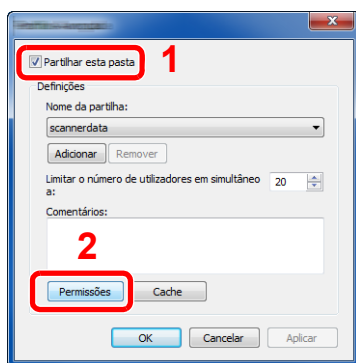 Partilhar esta pasta
1
Definições
Nome da partilha:
scannerdata
Adicionar Remover
Limitar o número de utilizadores em simultâneo 20
a:
Comentários:
2
Permissões Cache
OK Cancelar Aplicar